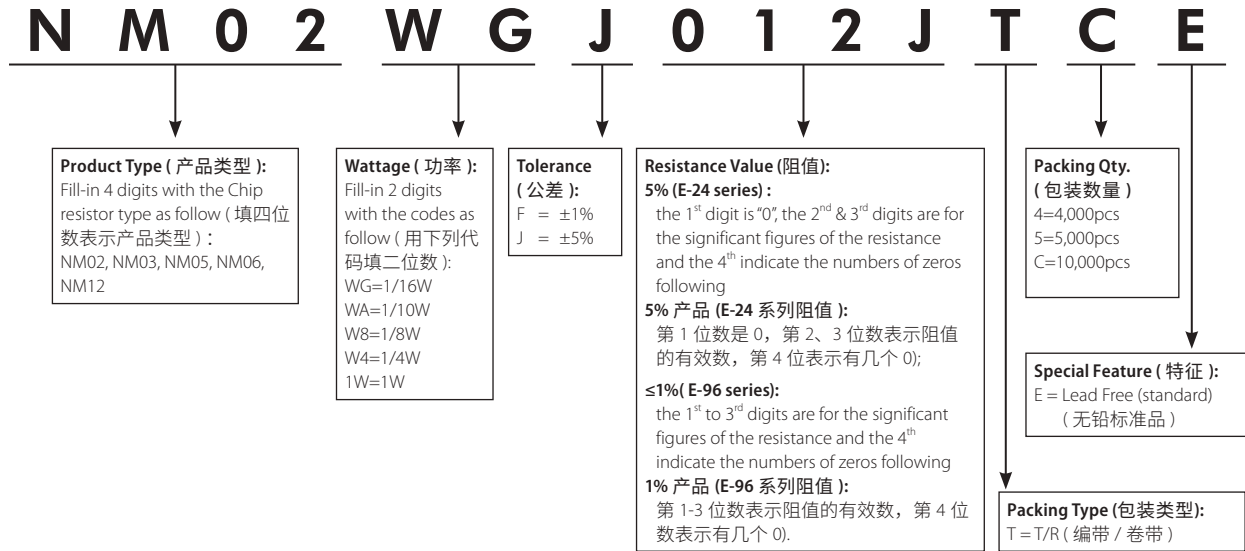 N M 0 2 W G J 0 1 2 J T C E
Product Type ( 产品类型 ):
Fill-in 4 digits with the Chip
resistor type as follow ( 填四位
数表示产品类型 ) :
NM02, NM03, NM05, NM06,
NM12
Wattage ( 功率 ):
Fill-in 2 digits
with the codes as
follow ( 用下列代
码填二位数 ):
WG=1/16W
WA=1/10W
W8=1/8W
W4=1/4W
1W=1W
Tolerance
( 公差 ):
F = ±1%
J = ±5%
Resistance Value (阻值):
5% (E-24 series) :
the 1st digit is "0", the 2nd & 3rd digits are for
the significant figures of the resistance
and the 4th indicate the numbers of zeros
following
5% 产品 (E-24 系列阻值 ):
第 1 位数是 0，第 2、3 位数表示阻值
的有效数，第 4 位表示有几个 0);
≤1%( E-96 series):
the 1st to 3rd digits are for the significant
figures of the resistance and the 4th
indicate the numbers of zeros following
1% 产品 (E-96 系列阻值 ):
第 1-3 位数表示阻值的有效数，第 4 位
数表示有几个 0).
Packing Qty.
( 包装数量 )
4=4,000pcs
5=5,000pcs
C=10,000pcs
Special Feature ( 特征 ):
E = Lead Free (standard)
( 无铅标准品 )
Packing Type (包装类型):
T = T/R ( 编带 / 卷带 )